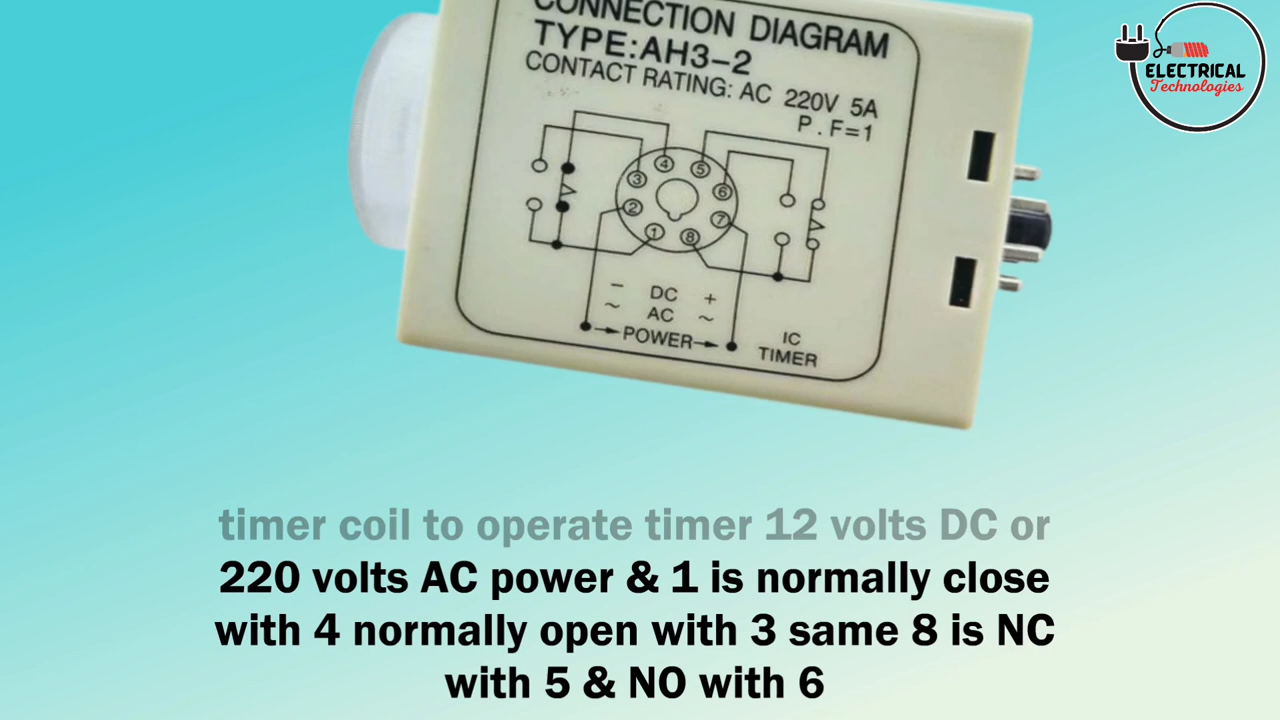 CONNECTION DIAGRAM
TYPE:AH3-2
CONTACT RATING: AC 220V 5A
P.F=1
ELECTRICAL
Technologies
4 5
3 6
2 7
1 8
− DC +
~ AC ~
POWER
IC
TIMER
timer coil to operate timer 12 volts DC or
220 volts AC power & 1 is normally close
with 4 normally open with 3 same 8 is NC
with 5 & NO with 6